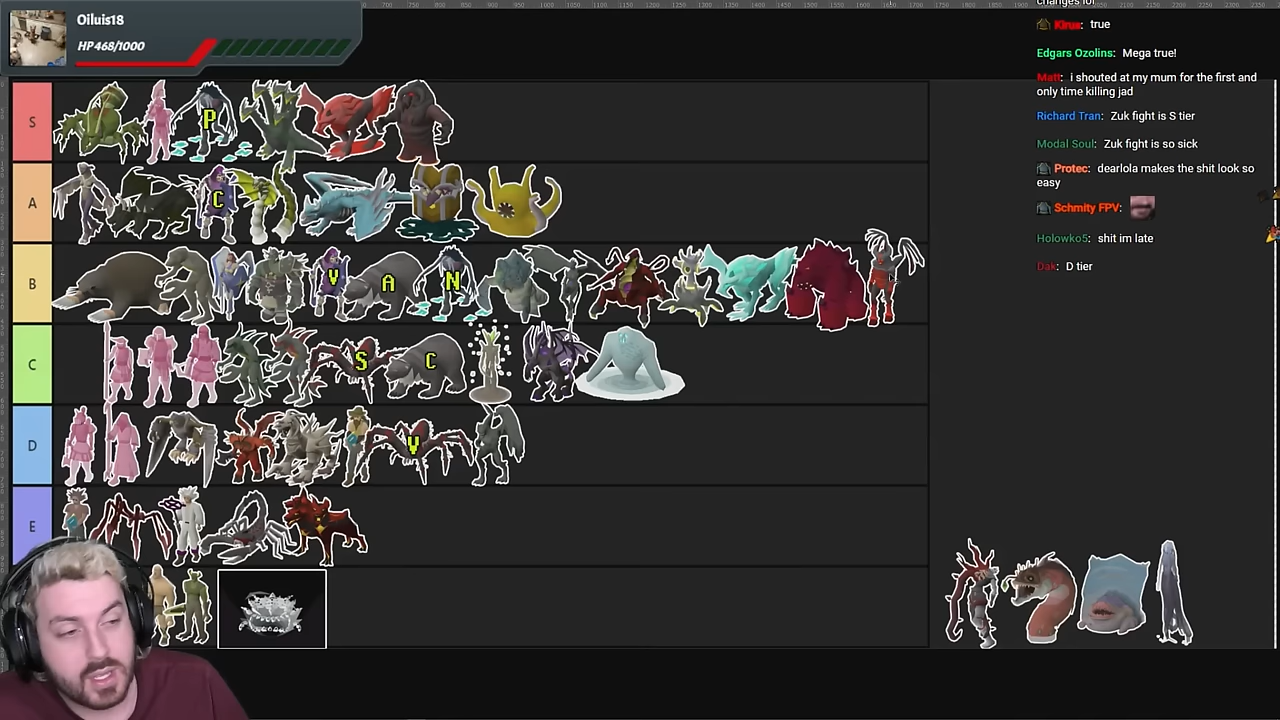 Oiluis18
HP 468/1000
changes for
Kirua: true
Edgars Ozolins: Mega true!
Matt: i shouted at my mum for the first and
only time killing jad
Richard Tran: Zuk fight is S tier
Modal Soul: Zuk fight is so sick
Protec: dearlola makes the shit look so
easy
Schmity FPV:
Holowko5: shit im late
Dak: D tier
S
P
A
C
B
V
A
N
C
S
C
D
V
E